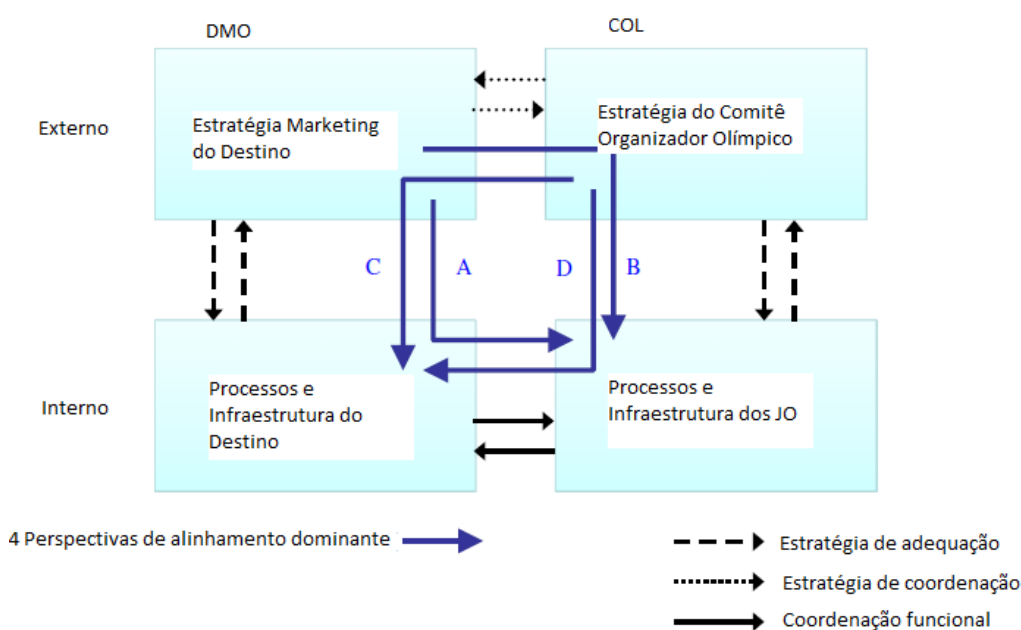 DMO
COL
Externo
Estratégia Marketing
do Destino
Estratégia do Comitê
Organizador Olímpico
C
A
D
B
Interno
Processos e
Infraestrutura do
Destino
Processos e
Infraestrutura dos JO
4 Perspectivas de alinhamento dominante
Estratégia de adequação
Estratégia de coordenação
Coordenação funcional